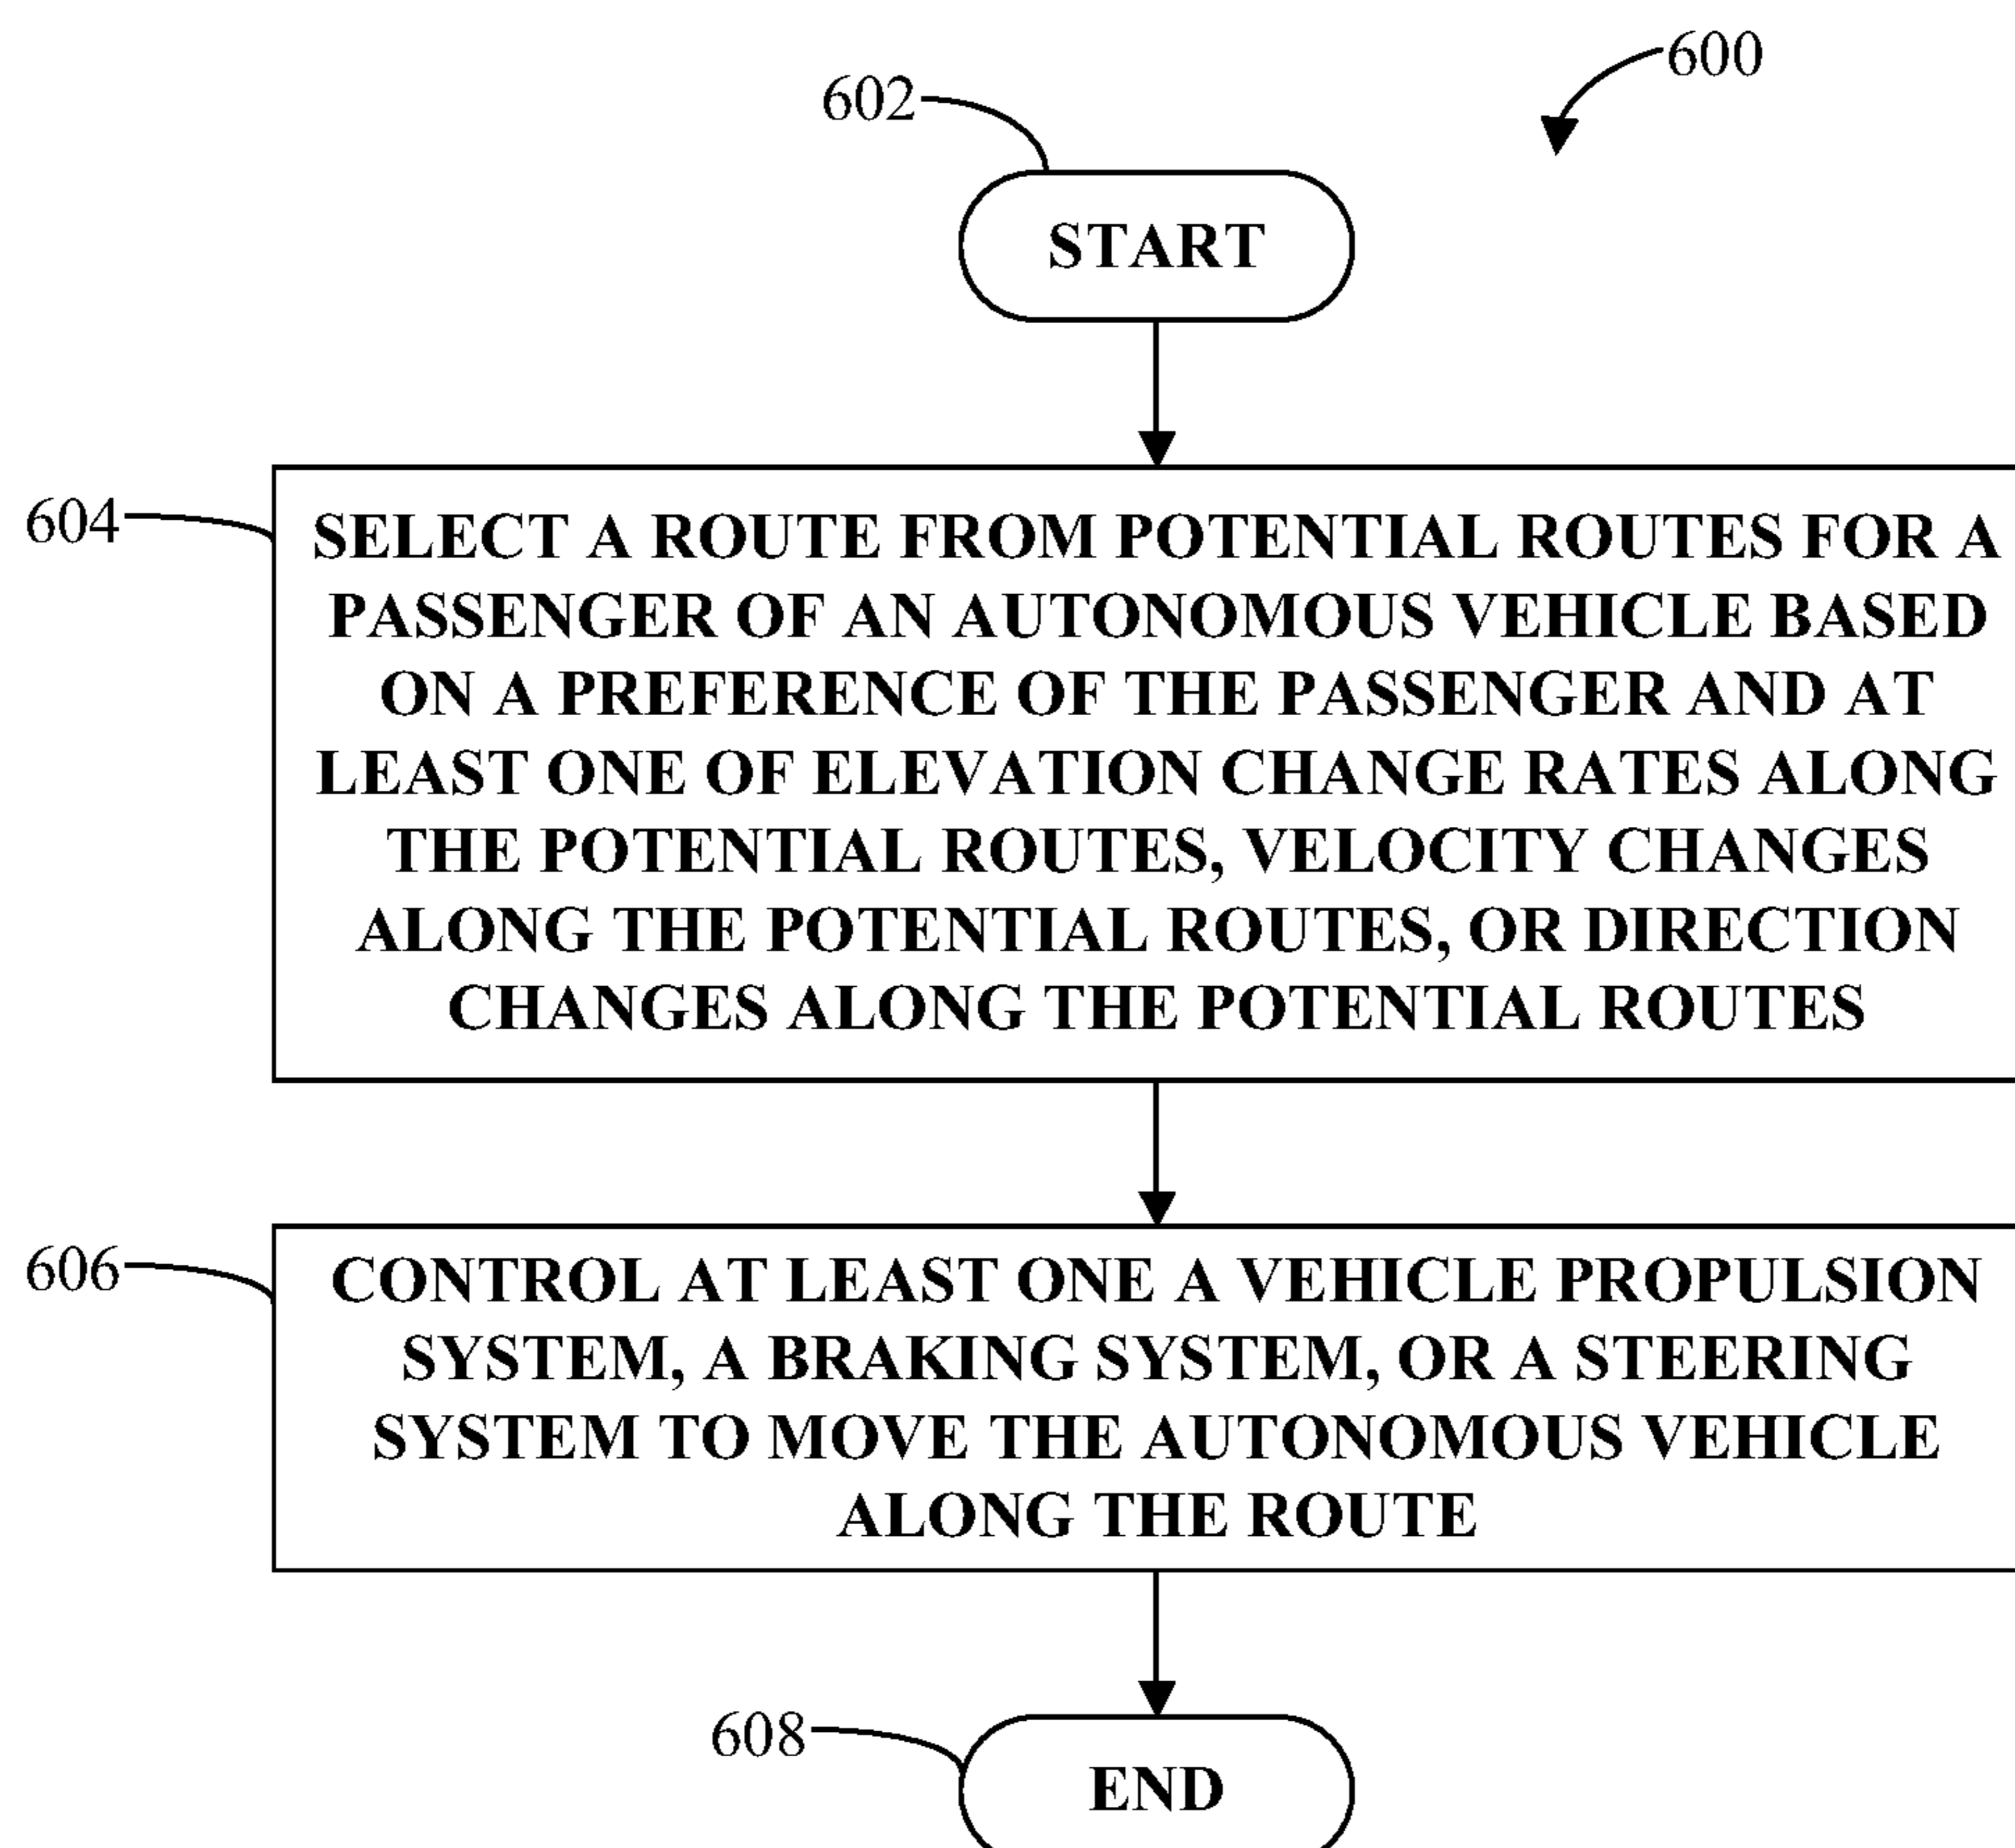 600
602
START
604
SELECT A ROUTE FROM POTENTIAL ROUTES FOR A
PASSENGER OF AN AUTONOMOUS VEHICLE BASED
ON A PREFERENCE OF THE PASSENGER AND AT
LEAST ONE OF ELEVATION CHANGE RATES ALONG
THE POTENTIAL ROUTES, VELOCITY CHANGES
ALONG THE POTENTIAL ROUTES, OR DIRECTION
CHANGES ALONG THE POTENTIAL ROUTES
606
CONTROL AT LEAST ONE A VEHICLE PROPULSION
SYSTEM, A BRAKING SYSTEM, OR A STEERING
SYSTEM TO MOVE THE AUTONOMOUS VEHICLE
ALONG THE ROUTE
608
END